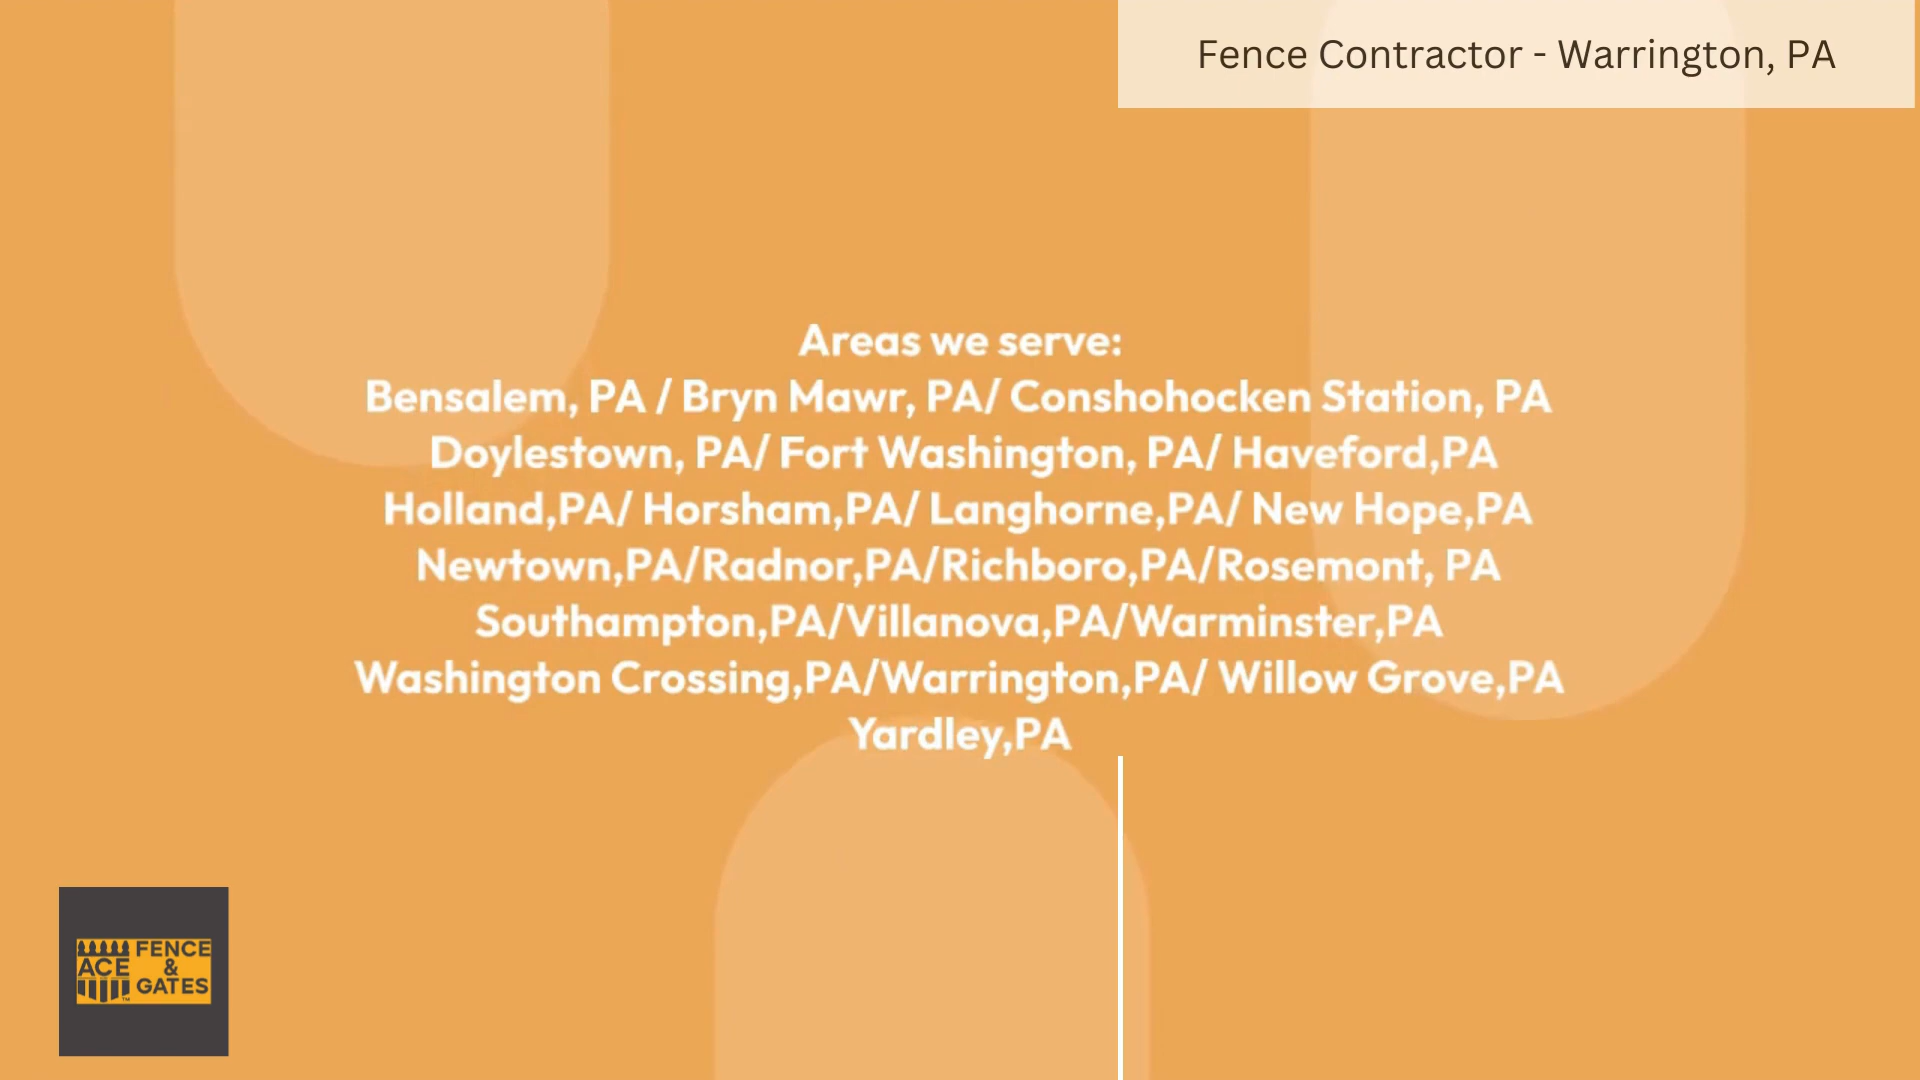 Fence Contractor - Warrington, PA
Areas we serve:
Bensalem, PA / Bryn Mawr, PA/ Conshohocken Station, PA
Doylestown, PA/ Fort Washington, PA/ Haveford,PA
Holland,PA/ Horsham,PA/ Langhorne,PA/ New Hope,PA
Newtown,PA/Radnor,PA/Richboro,PA/Rosemont, PA
Southampton,PA/Villanova,PA/Warminster,PA
Washington Crossing,PA/Warrington,PA/ Willow Grove,PA
Yardley,PA
ACE
FENCE
&
GATES
TM